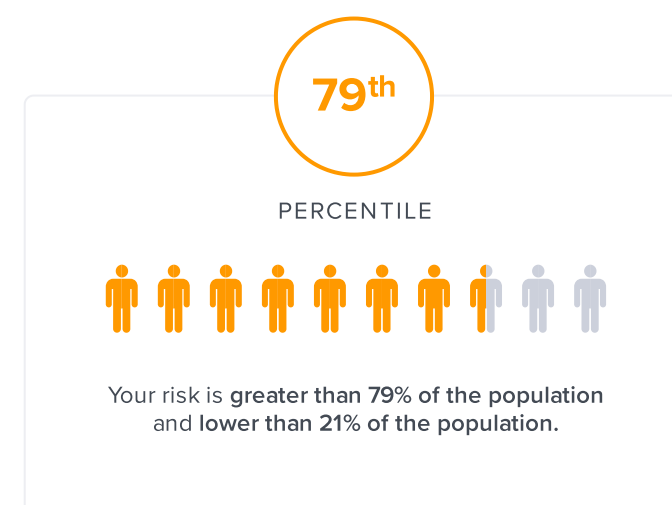 79th
PERCENTILE
Your risk is greater than 79% of the population
and lower than 21% of the population.